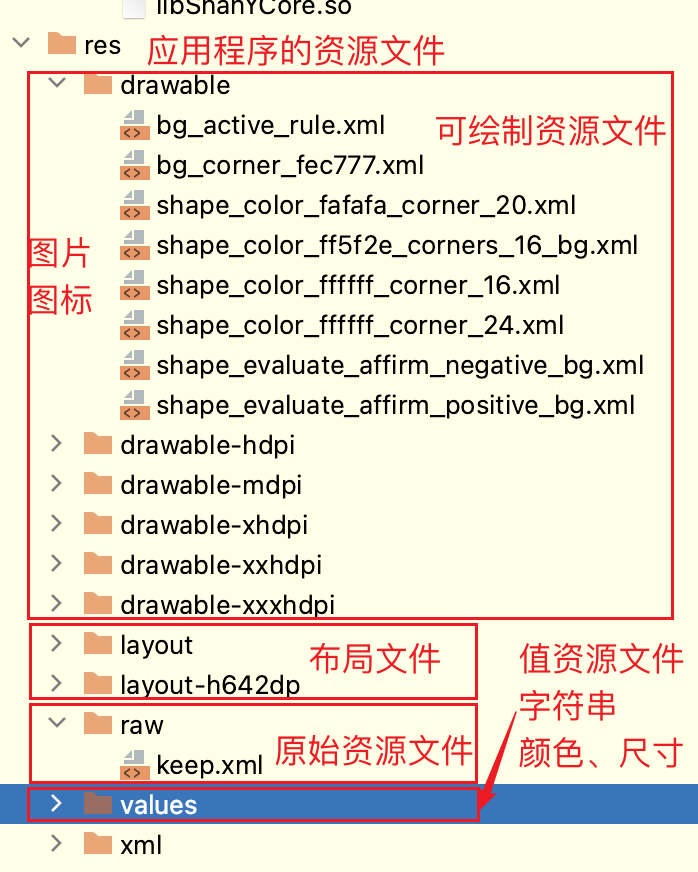 libShanYCore.so
res 应用程序的资源文件
drawable
bg_active_rule.xml 可绘制资源文件
bg_corner_fec777.xml
shape_color_fafafa_corner_20.xml
图片 shape_color_ff5f2e_corners_16_bg.xml
图标 shape_color_ffffff_corner_16.xml
shape_color_ffffff_corner_24.xml
shape_evaluate_affirm_negative_bg.xml
shape_evaluate_affirm_positive_bg.xml
drawable-hdpi
drawable-mdpi
drawable-xhdpi
drawable-xxhdpi
drawable-xxxhdpi
layout 布局文件 值资源文件
layout-h642dp 字符串
raw 原始资源文件 颜色、尺寸
keep.xml
values
xml